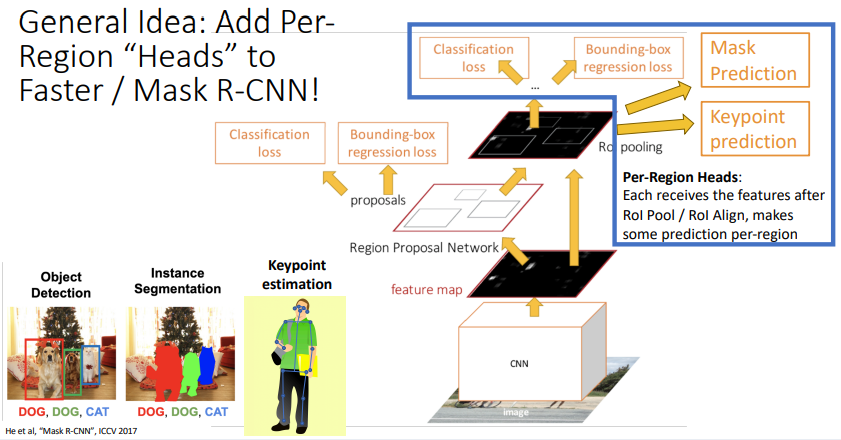 General Idea: Add Per-
Region “Heads” to
Faster / Mask R-CNN!
Classification
loss
Bounding-box
regression loss
Mask
Prediction
...
Keypoint
prediction
RoI pooling
Classification
loss
Bounding-box
regression loss
proposals
Per-Region Heads:
Each receives the features after
RoI Pool / RoI Align, makes
some prediction per-region
Region Proposal Network
feature map
CNN
image
Object
Detection
Instance
Segmentation
Keypoint
estimation
DOG, DOG, CAT
DOG, DOG, CAT
He et al, “Mask R-CNN”, ICCV 2017